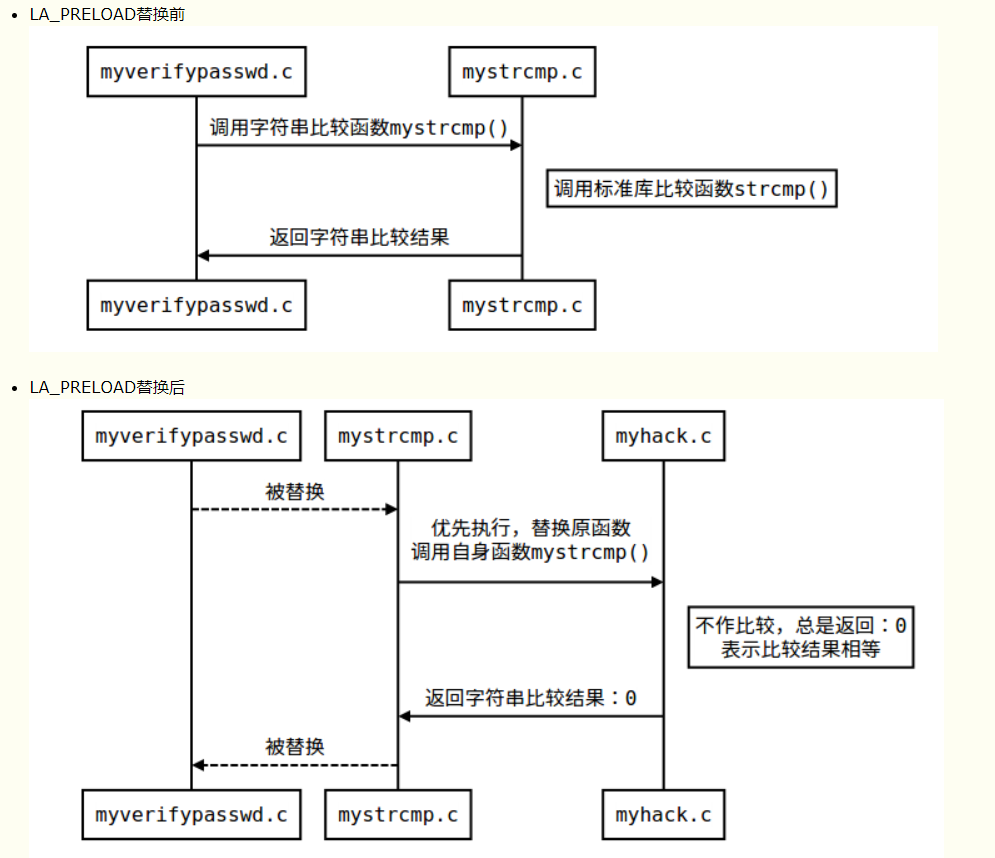 LA_PRELOAD替换前
myverifypasswd.c
mystrcmp.c
调用字符串比较函数mystrcmp()
调用标准库比较函数strcmp()
返回字符串比较结果
myverifypasswd.c
mystrcmp.c
LA_PRELOAD替换后
myverifypasswd.c
mystrcmp.c
myhack.c
被替换
优先执行，替换原函数
调用自身函数mystrcmp()
不作比较，总是返回：0
表示比较结果相等
返回字符串比较结果：0
被替换
myverifypasswd.c
mystrcmp.c
myhack.c